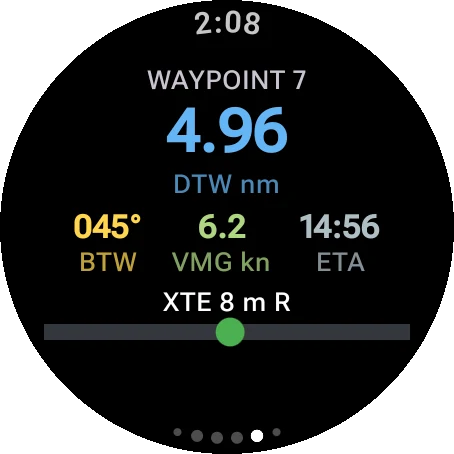 2:08
WAYPOINT 7
4.96
DTW nm
045° 6.2 14:56
BTW VMG kn ETA
XTE 8 m R